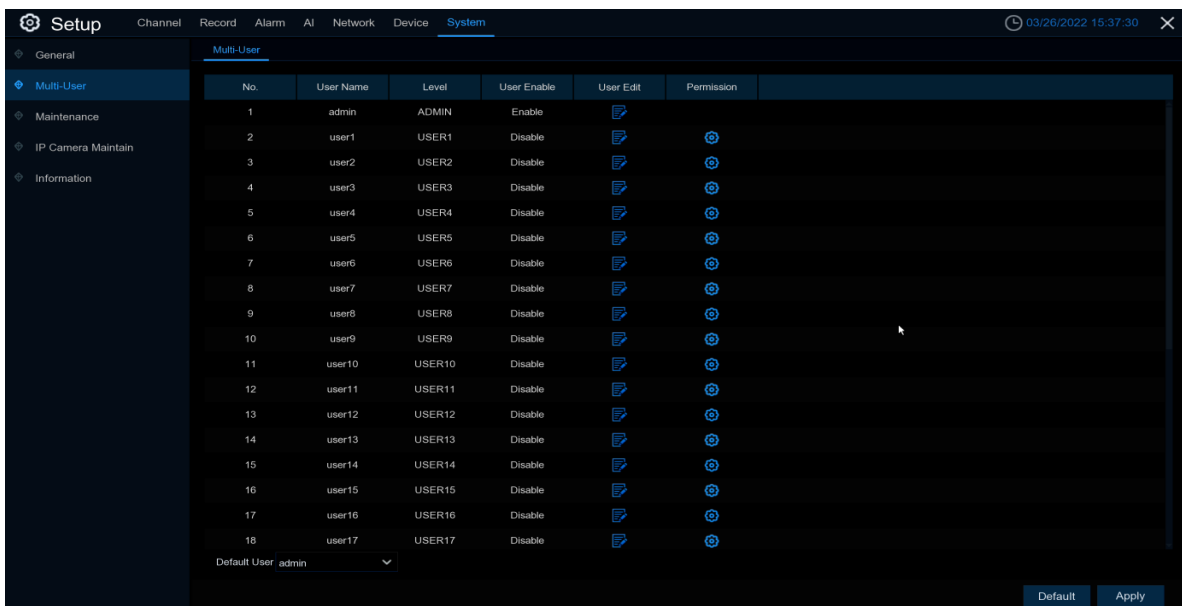 Setup Channel Record Alarm AI Network Device System 03/26/2022 15:37:30
General
Multi-User
Maintenance
IP Camera Maintain
Information
Multi-User
No. User Name Level User Enable User Edit Permission
1 admin ADMIN Enable
2 user1 USER1 Disable
3 user2 USER2 Disable
4 user3 USER3 Disable
5 user4 USER4 Disable
6 user5 USER5 Disable
7 user6 USER6 Disable
8 user7 USER7 Disable
9 user8 USER8 Disable
10 user9 USER9 Disable
11 user10 USER10 Disable
12 user11 USER11 Disable
13 user12 USER12 Disable
14 user13 USER13 Disable
15 user14 USER14 Disable
16 user15 USER15 Disable
17 user16 USER16 Disable
18 user17 USER17 Disable
Default User admin
Default Apply